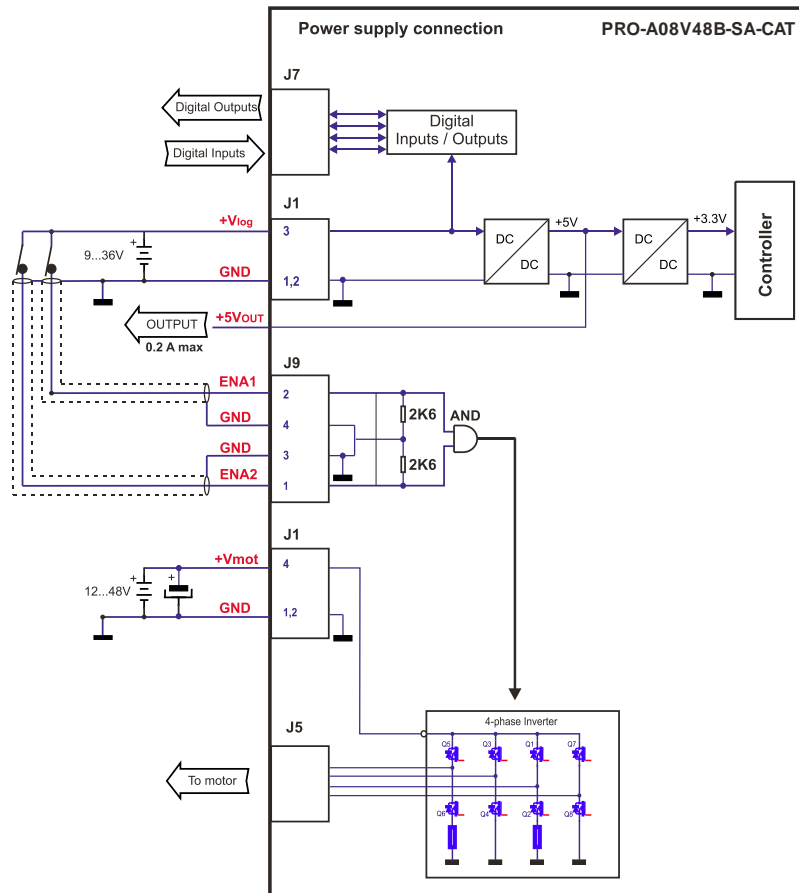 Power supply connection
PRO-A08V48B-SA-CAT
J7
Digital Outputs
Digital Inputs
Digital
Inputs / Outputs
J1
+Vlog
3
9...36V
+
GND
1,2
DC
DC
+5V
DC
DC
+3.3V
Controller
OUTPUT
0.2 A max
+5VOUT
J9
ENA1
2
GND
4
GND
3
ENA2
1
2K6
2K6
AND
J1
+Vmot
4
12...48V
+
+
GND
1,2
4-phase Inverter
J5
To motor
Q5
Q3
Q1
Q7
Q6
Q4
Q2
Q8